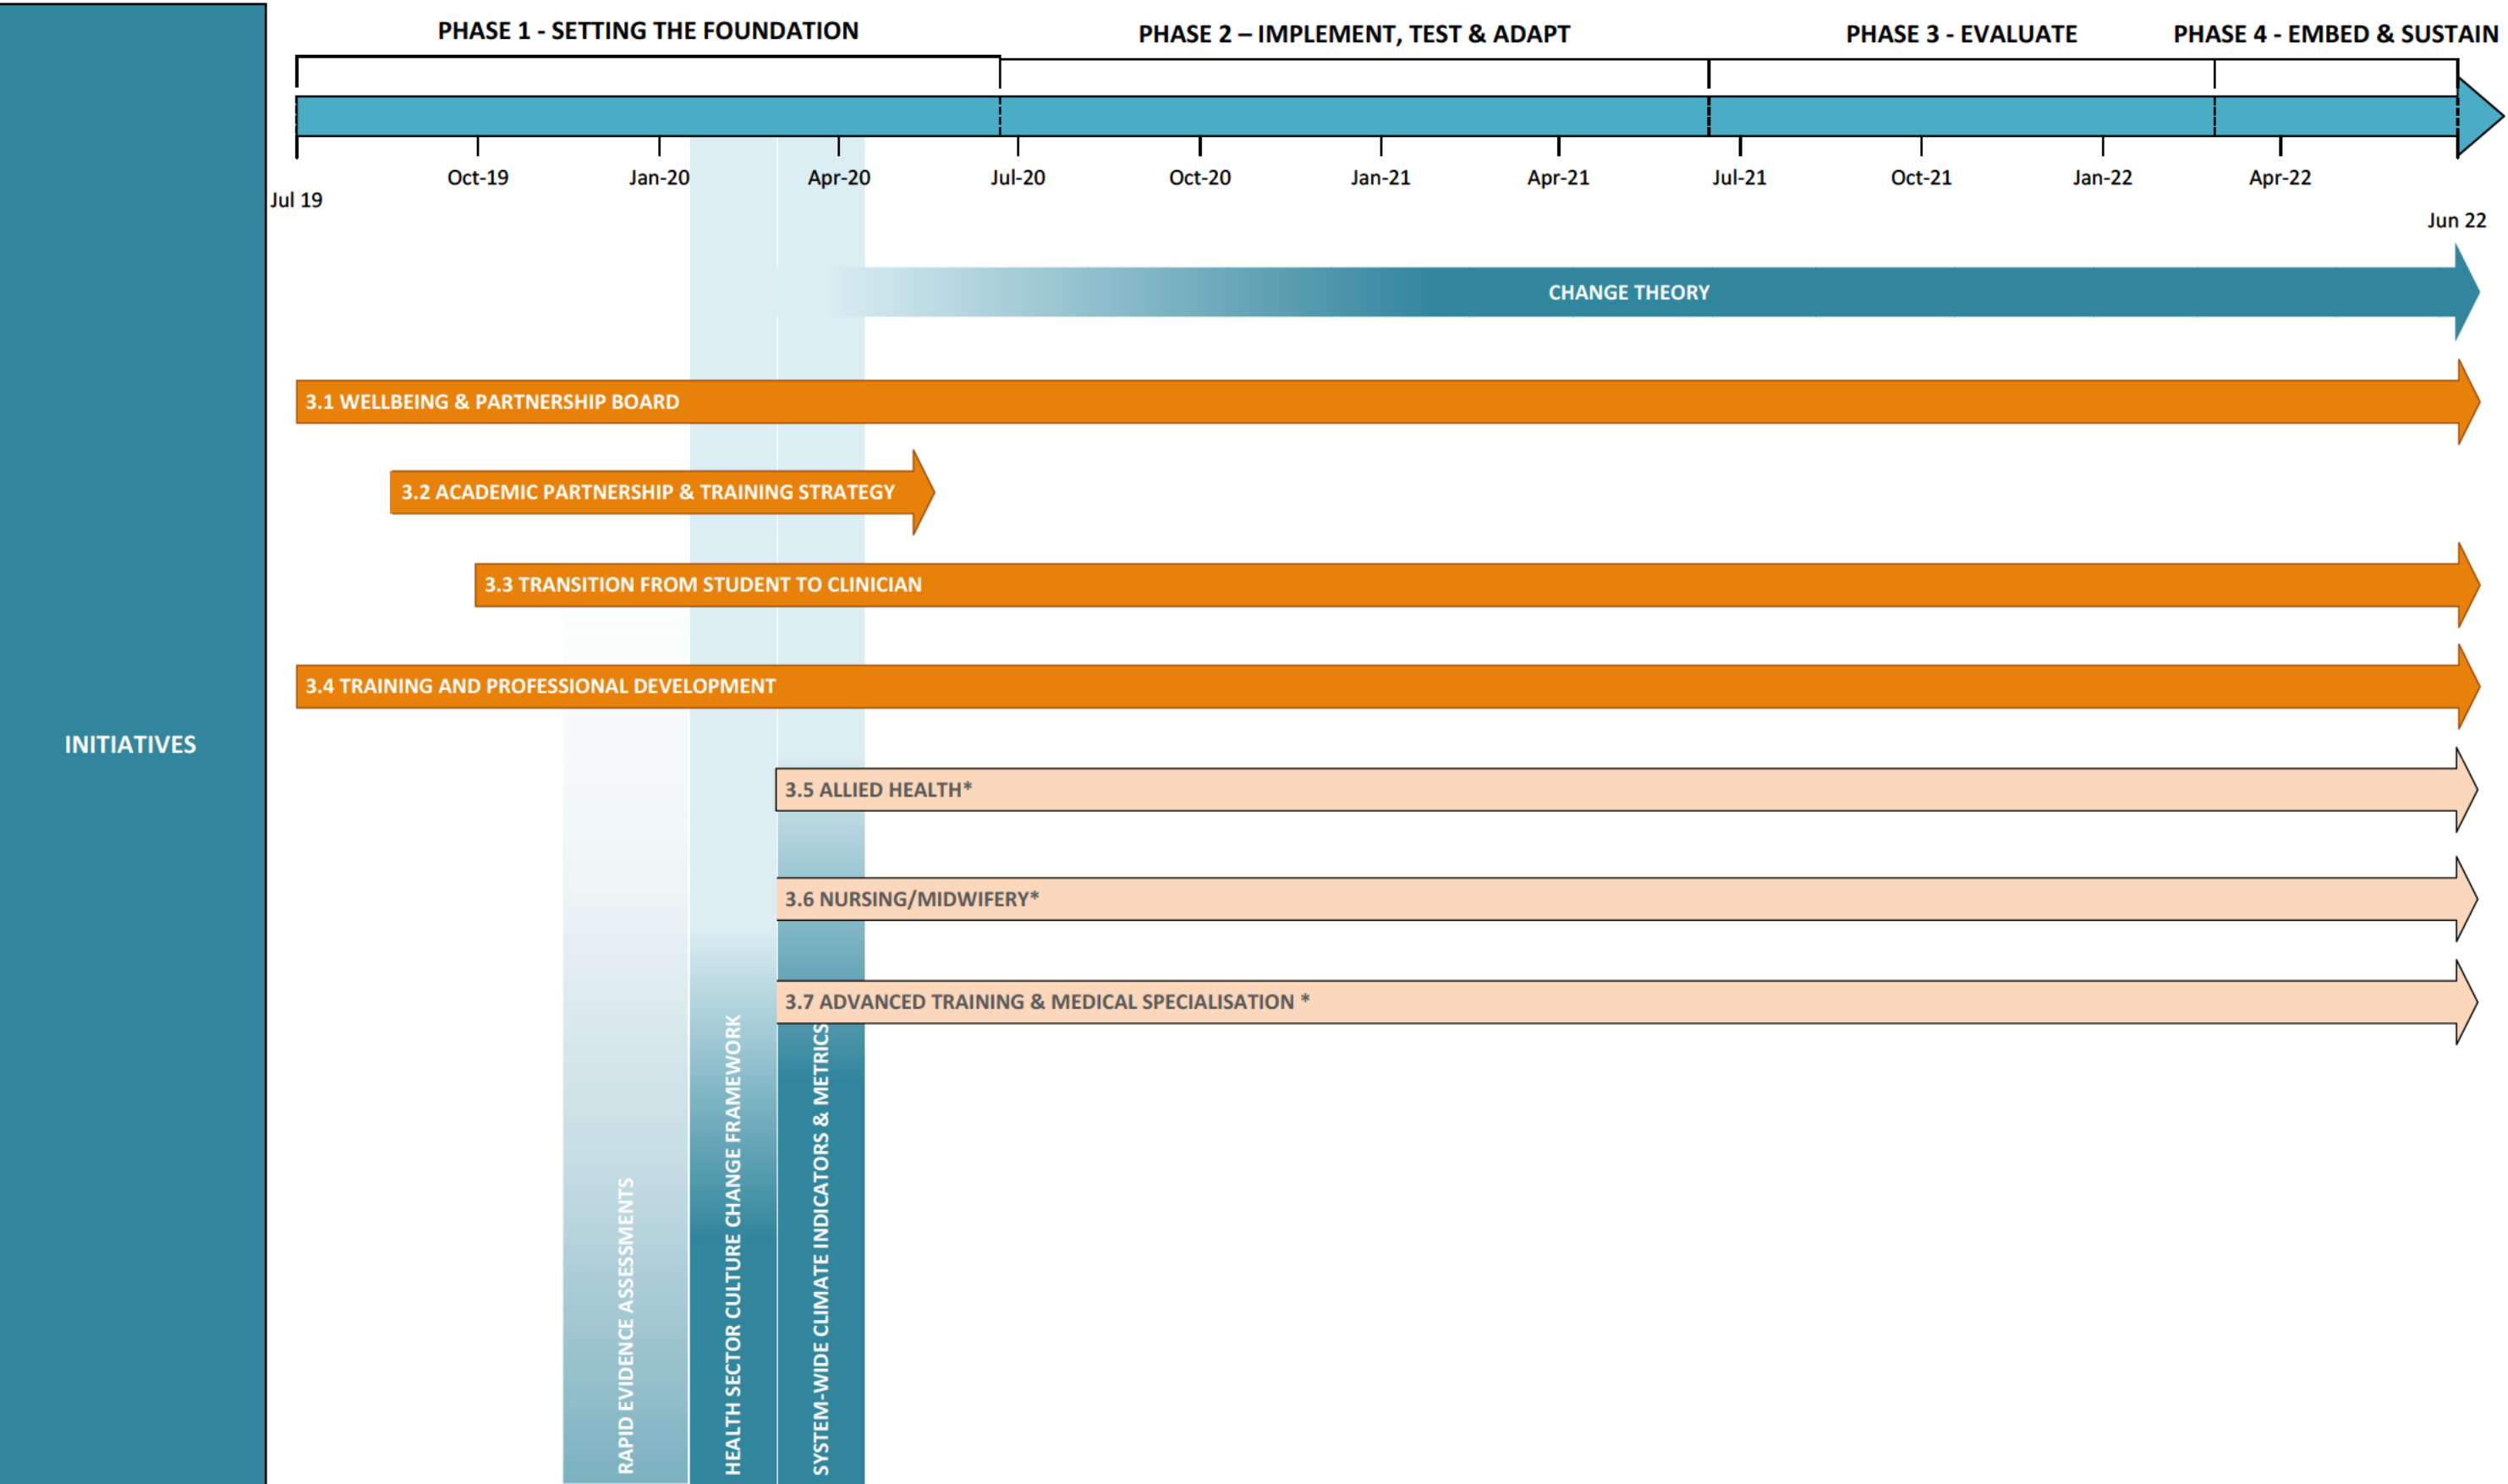 PHASE 1 - SETTING THE FOUNDATION
PHASE 2 – IMPLEMENT, TEST & ADAPT
PHASE 3 - EVALUATE
PHASE 4 - EMBED & SUSTAIN
Jul 19
Oct-19
Jan-20
Apr-20
Jul-20
Oct-20
Jan-21
Apr-21
Jul-21
Oct-21
Jan-22
Apr-22
Jun 22
CHANGE THEORY
3.1 WELLBEING & PARTNERSHIP BOARD
3.2 ACADEMIC PARTNERSHIP & TRAINING STRATEGY
3.3 TRANSITION FROM STUDENT TO CLINICIAN
3.4 TRAINING AND PROFESSIONAL DEVELOPMENT
INITIATIVES
3.5 ALLIED HEALTH*
3.6 NURSING/MIDWIFERY*
3.7 ADVANCED TRAINING & MEDICAL SPECIALISATION *
RAPID EVIDENCE ASSESSMENTS
HEALTH SECTOR CULTURE CHANGE FRAMEWORK
SYSTEM-WIDE CLIMATE INDICATORS & METRICS